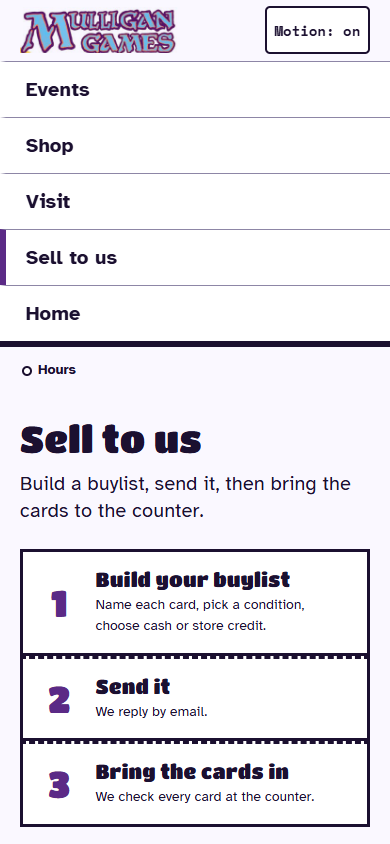 MULLIGAN
GAMES
Motion: on
Events
Shop
Visit
Sell to us
Home
Hours
Sell to us
Build a buylist, send it, then bring the
cards to the counter.
1
Build your buylist
Name each card, pick a condition,
choose cash or store credit.
2
Send it
We reply by email.
3
Bring the cards in
We check every card at the counter.